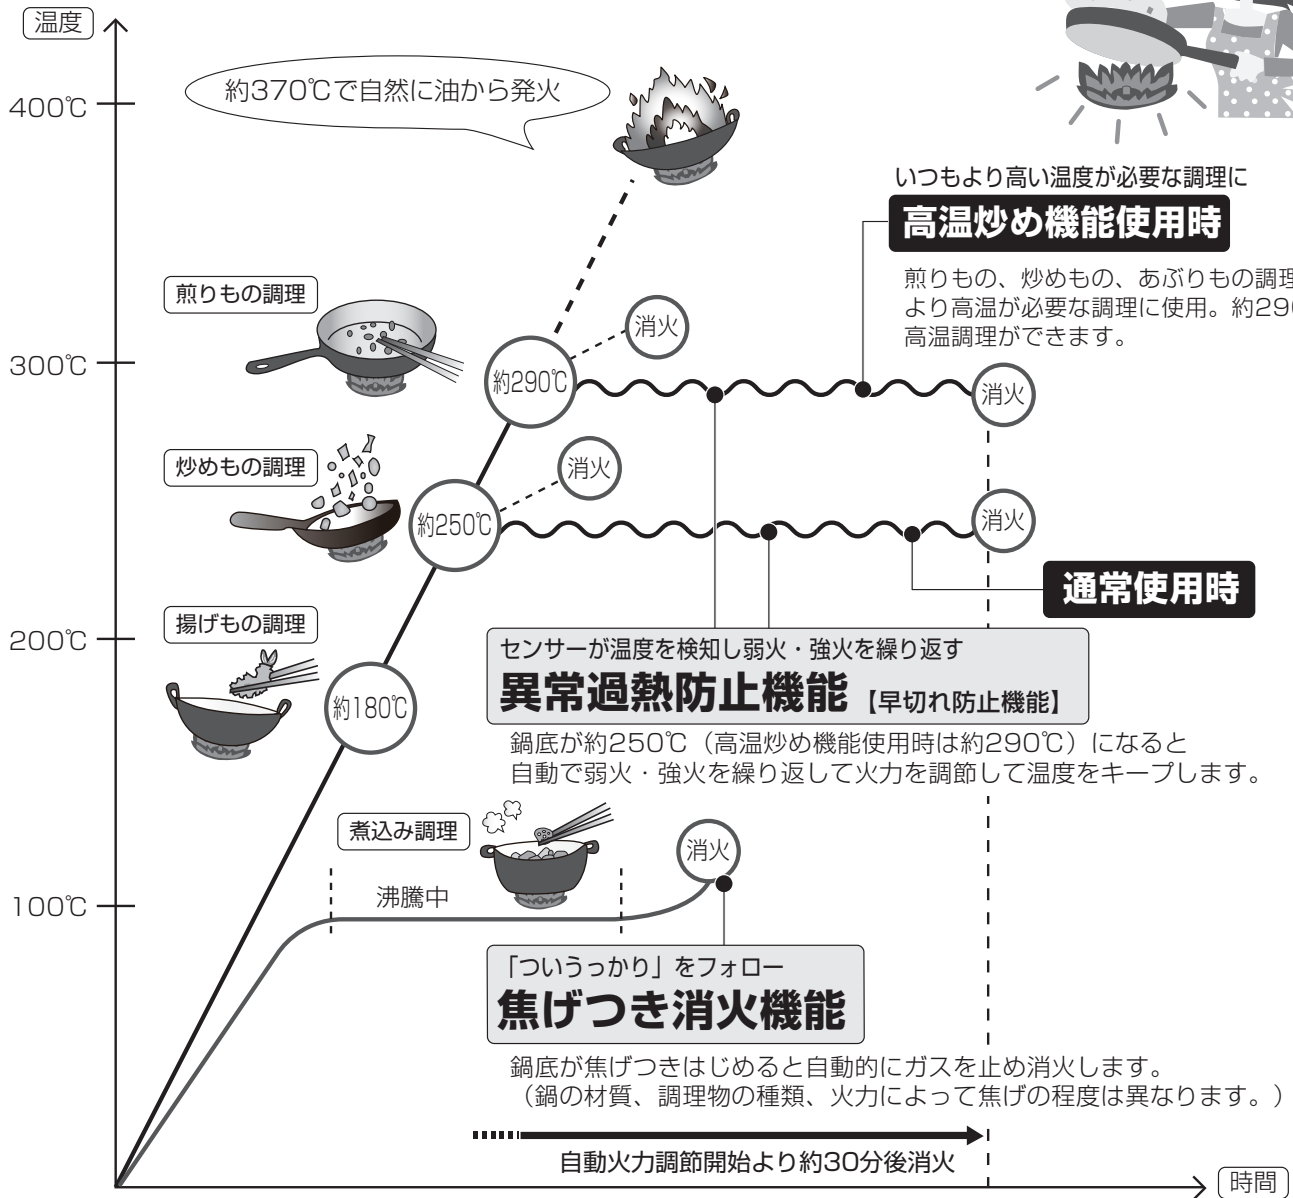 温度
約370℃で自然に油から発火
400℃
いつもより高い温度が必要な調理に
高温炒め機能使用時
煎りもの、炒めもの、あぶりもの調理
より高温が必要な調理に使用。約290
高温調理ができます。
煎りもの調理
消火
300℃
約290℃
消火
炒めもの調理
消火
約250℃
消火
通常使用時
揚げもの調理
200℃
センサーが温度を検知し弱火・強火を繰り返す
異常過熱防止機能【早切れ防止機能】
約180℃
鍋底が約250℃（高温炒め機能使用時は約290℃）になると
自動で弱火・強火を繰り返して火力を調節して温度をキープします。
煮込み調理
消火
沸騰中
100℃
「ついうっかり」をフォロー
焦げつき消火機能
鍋底が焦げつきはじめると自動的にガスを止め消火します。
（鍋の材質、調理物の種類、火力によって焦げの程度は異なります。）
自動火力調節開始より約30分後消火
時間